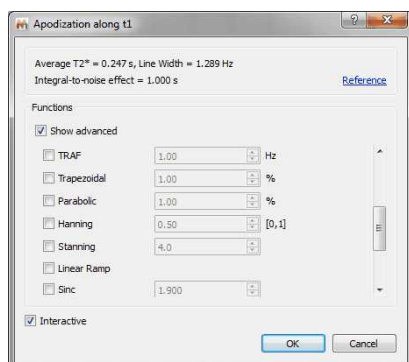 Apodization along t1
Average T2* = 0.247 s, Line Width = 1.289 Hz
Integral-to-noise effect = 1.000 s Reference
Functions
Show advanced
TRAF 1.00 Hz
Trapezoidal 1.00 %
Parabolic 1.00 %
Hanning 0.50 [0,1]
Stanning 4.0
Linear Ramp
Sinc 1.900
Interactive
OK Cancel